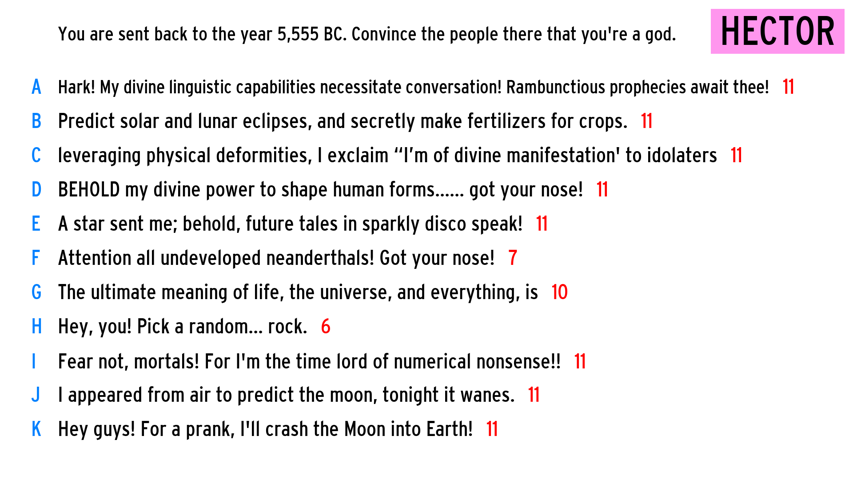 You are sent back to the year 5,555 BC. Convince the people there that you're a god.
HECTOR
A Hark! My divine linguistic capabilities necessitate conversation! Rambunctious prophecies await thee! 11
B Predict solar and lunar eclipses, and secretly make fertilizers for crops. 11
C leveraging physical deformities, I exclaim “I’m of divine manifestation' to idolaters 11
D BEHOLD my divine power to shape human forms...... got your nose! 11
E A star sent me; behold, future tales in sparkly disco speak! 11
F Attention all undeveloped neanderthals! Got your nose! 7
G The ultimate meaning of life, the universe, and everything, is 10
H Hey, you! Pick a random... rock. 6
I Fear not, mortals! For I'm the time lord of numerical nonsense!! 11
J I appeared from air to predict the moon, tonight it wanes. 11
K Hey guys! For a prank, I'll crash the Moon into Earth! 11